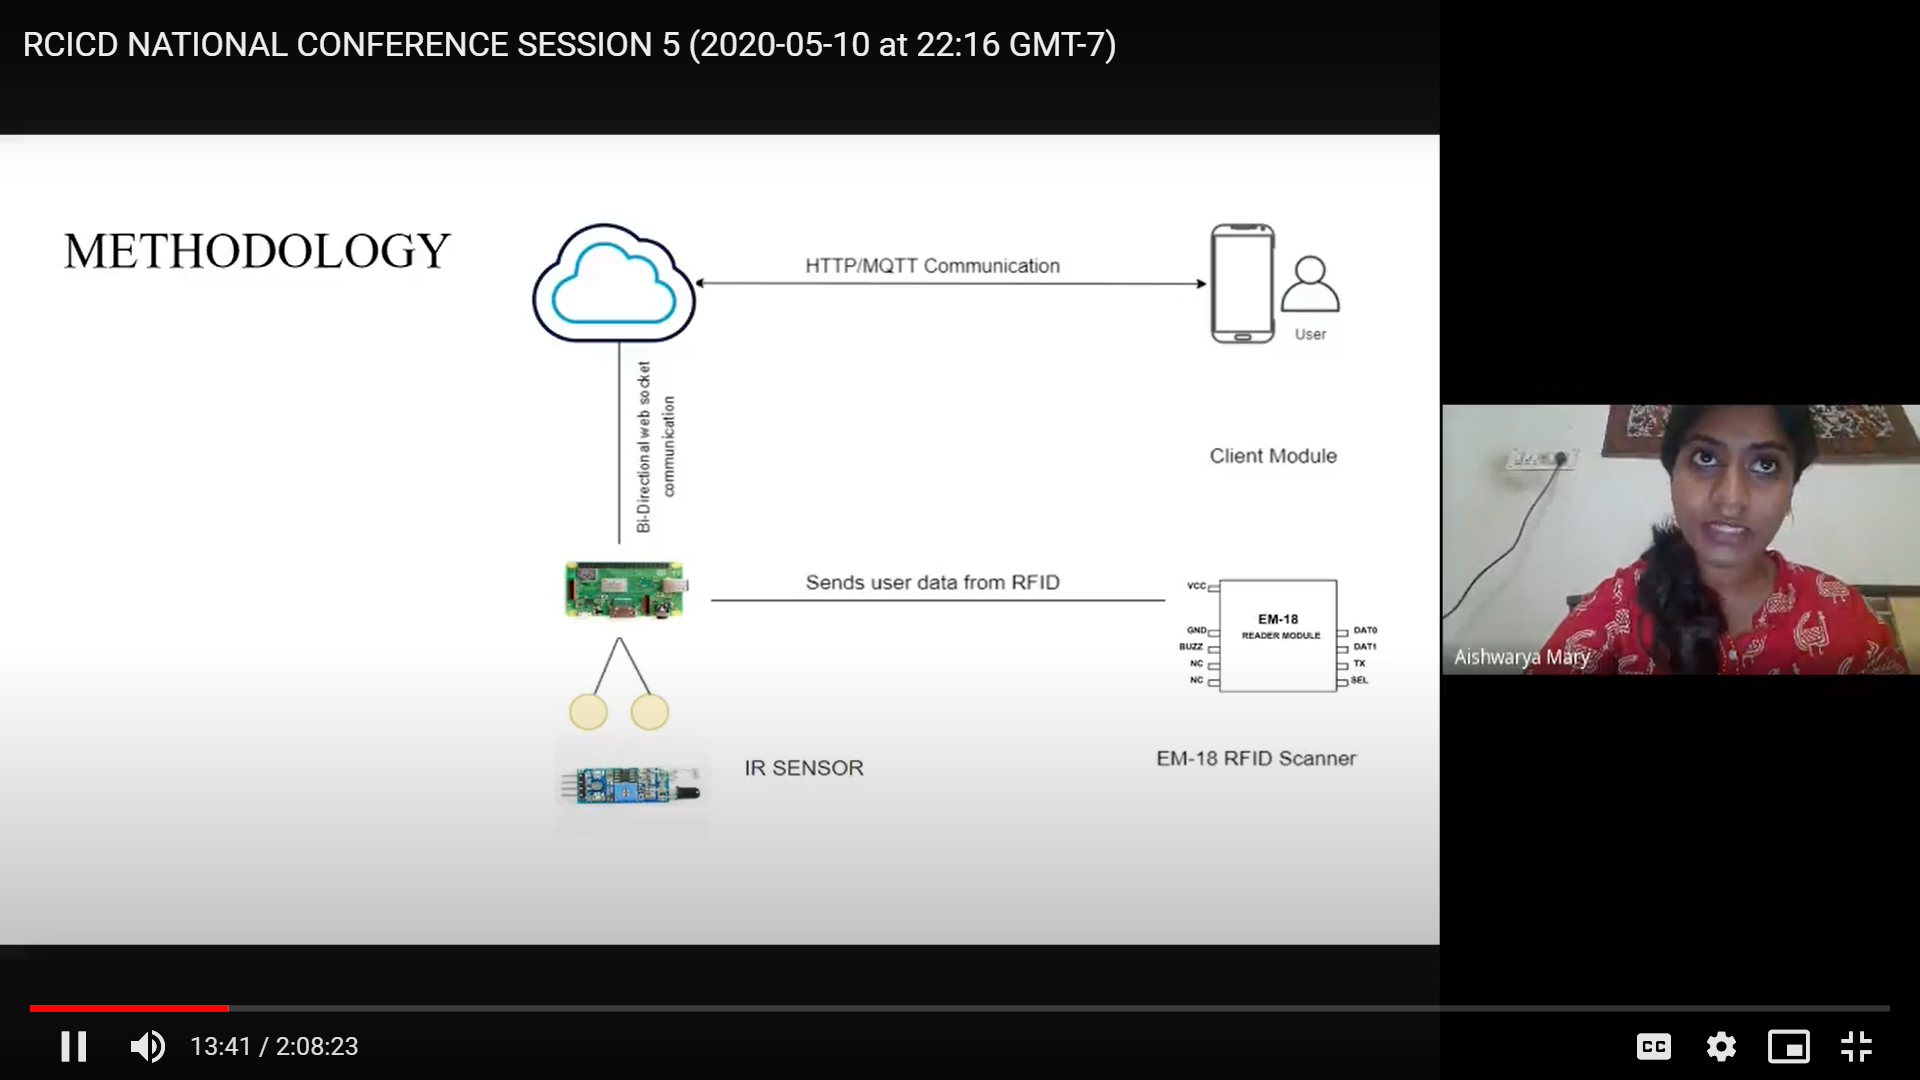 RCICD NATIONAL CONFERENCE SESSION 5 (2020-05-10 at 22:16 GMT-7)
METHODOLOGY
HTTP/MQTT Communication
User
Bi-Directional web socket
communication
Client Module
Sends user data from RFID
VCC
GND
BUZZ
NC
NC
EM-18
READER MODULE
DAT0
DAT1
TX
SEL
IR SENSOR
EM-18 RFID Scanner
Aishwarya Mary
13:41 / 2:08:23
CC